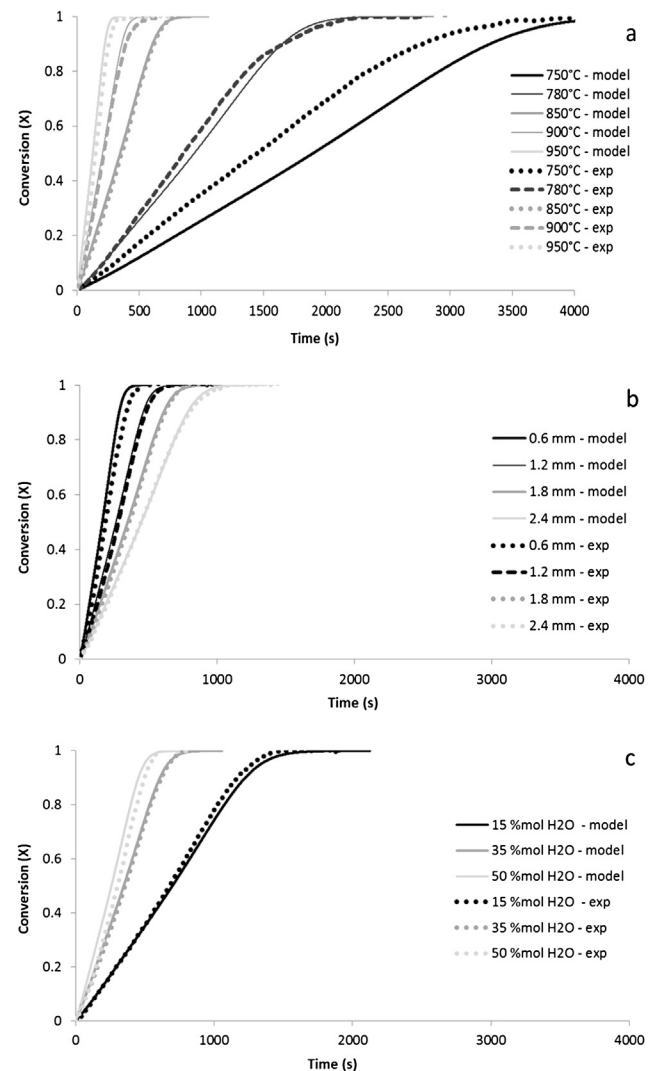 a
1
0.8
0.6
0.4
0.2
0
Conversion (X)
750°C - model
780°C - model
850°C - model
900°C - model
950°C - model
750°C - exp
780°C - exp
850°C - exp
900°C - exp
950°C - exp
0 500 1000 1500 2000 2500 3000 3500 4000
Time (s)
b
1
0.8
0.6
0.4
0.2
0
Conversion (X)
0.6 mm - model
1.2 mm - model
1.8 mm - model
2.4 mm - model
0.6 mm - exp
1.2 mm - exp
1.8 mm - exp
2.4 mm - exp
0 1000 2000 3000 4000
Time (s)
c
1
0.8
0.6
0.4
0.2
0
Conversion (X)
15 %mol H2O - model
35 %mol H2O - model
50 %mol H2O - model
15 %mol H2O - exp
35 %mol H2O - exp
50 %mol H2O - exp
0 1000 2000 3000 4000
Time (s)